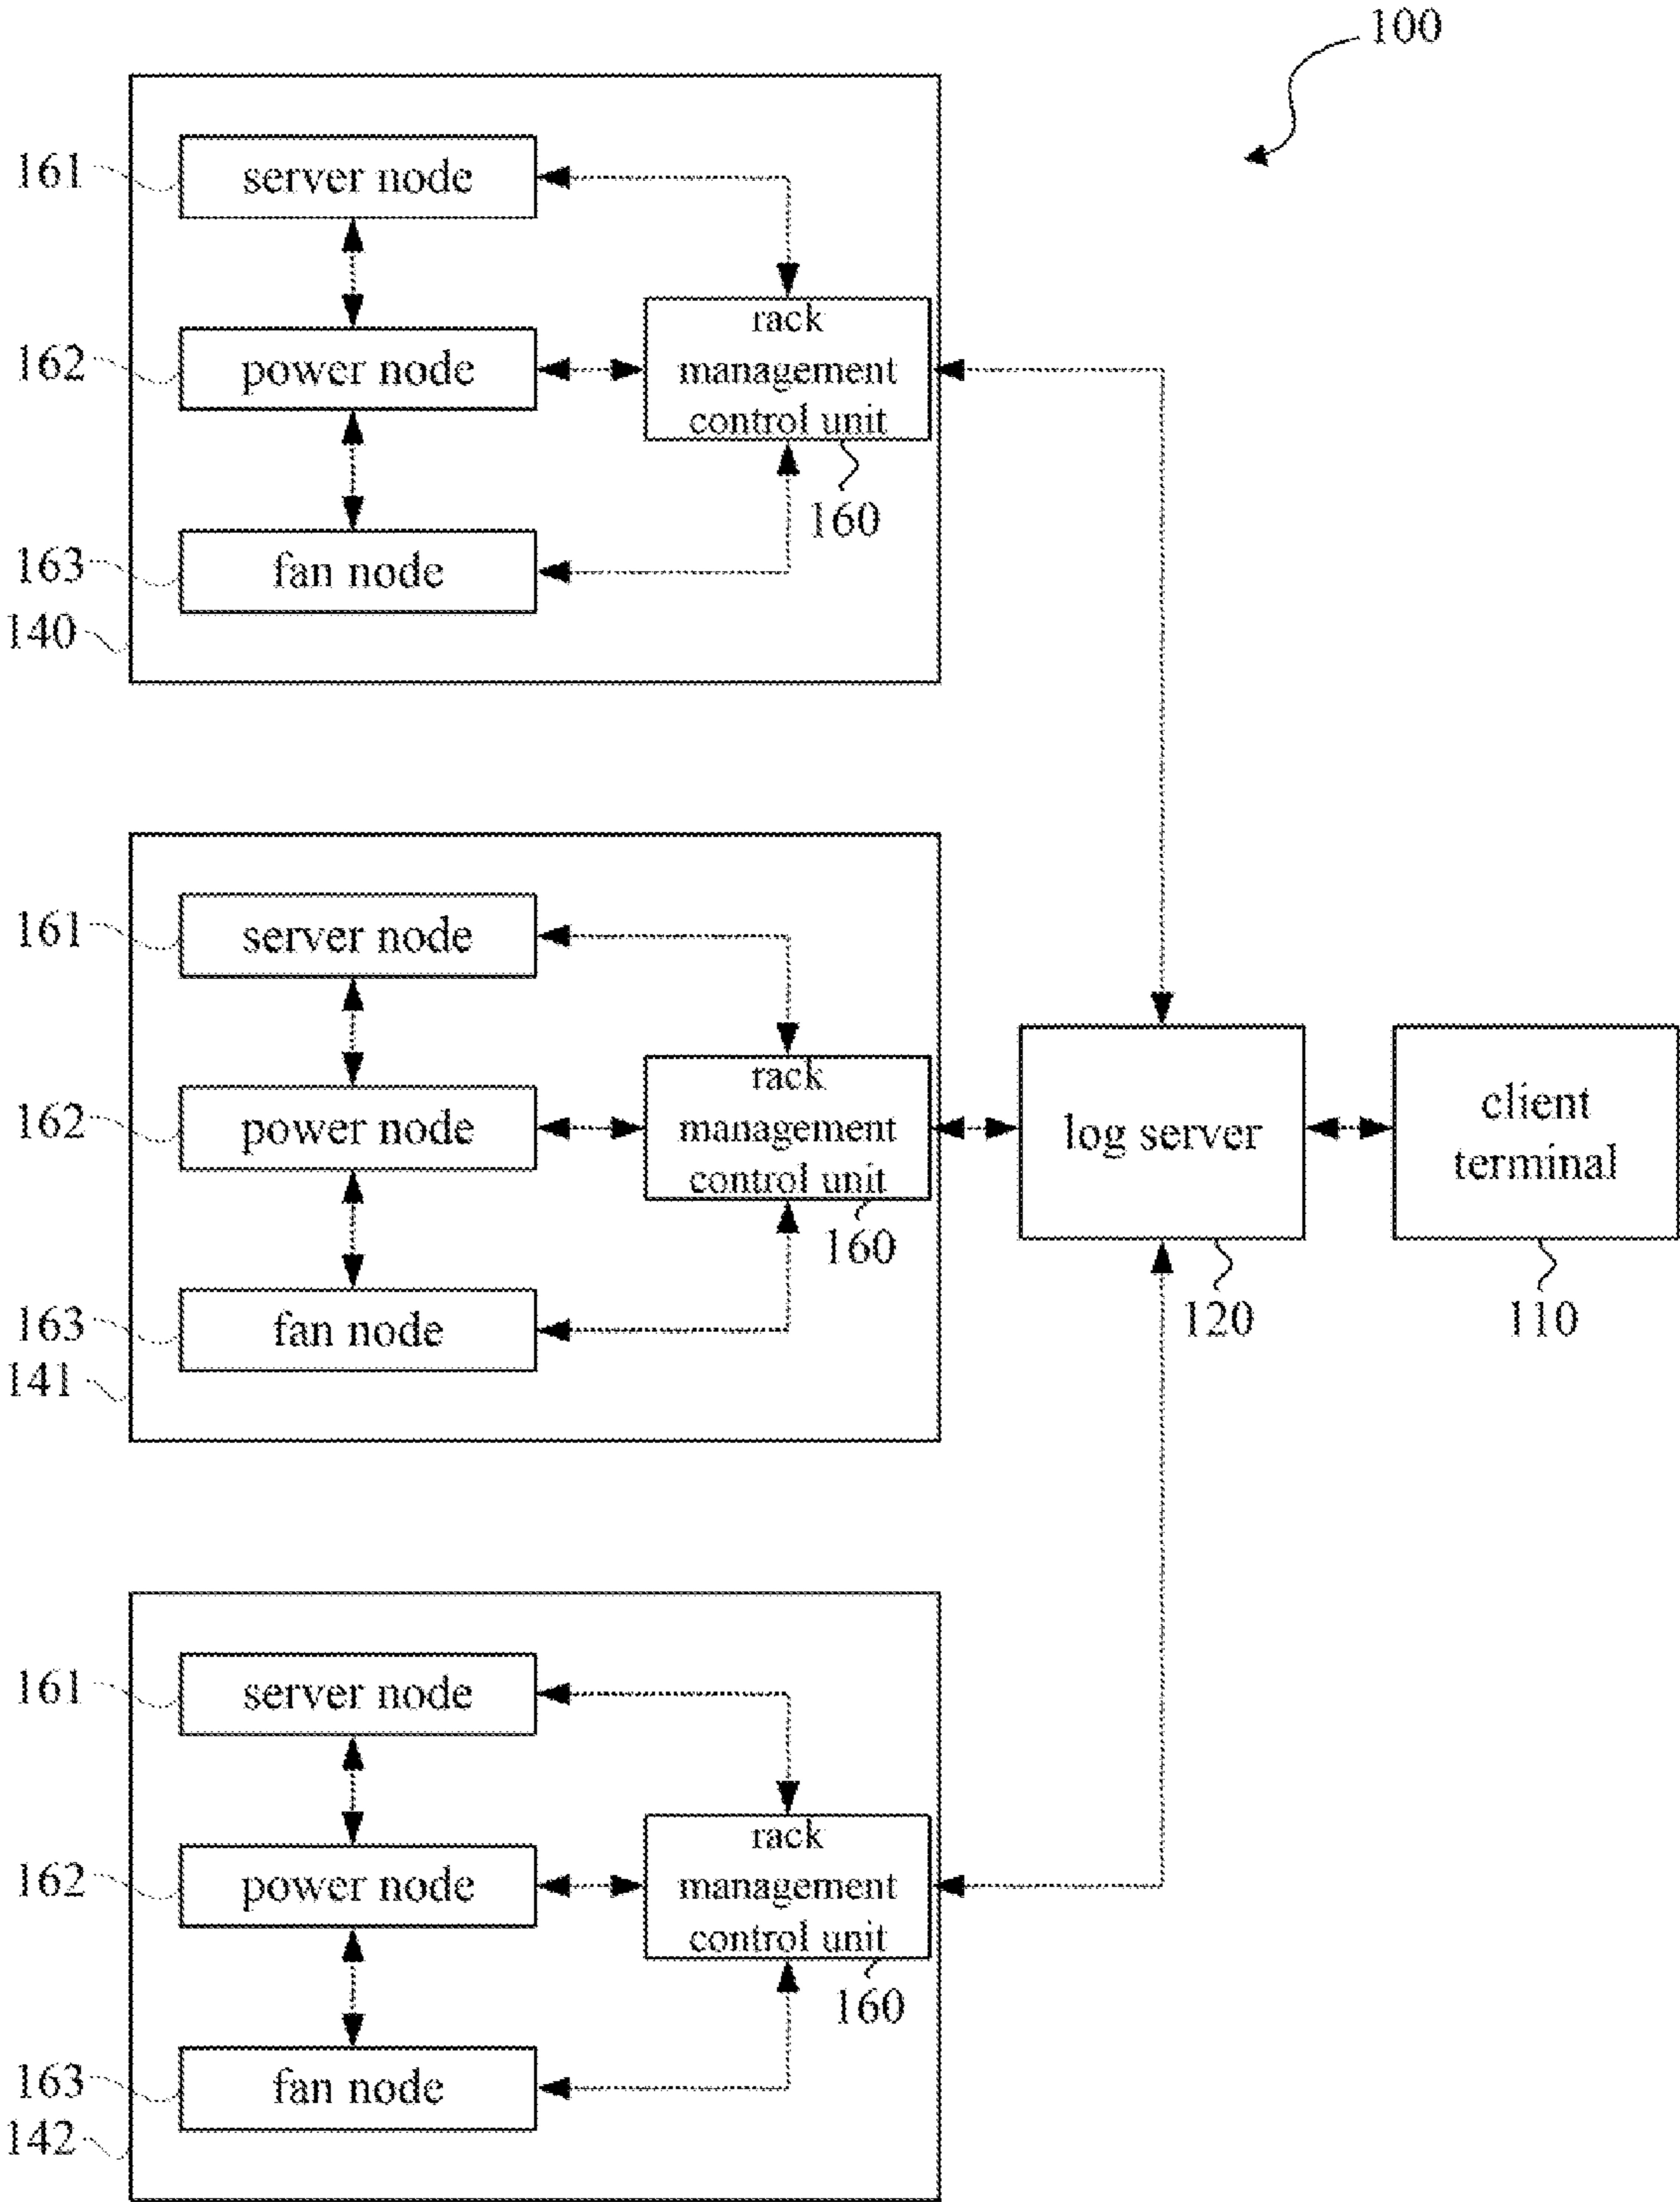 100
161
server node
rack
162
power node
management
control unit
160
163
fan node
140
161
server node
rack
162
power node
management
control unit
log server
client
terminal
160
120
110
163
fan node
141
161
server node
rack
162
power node
management
control unit
160
163
fan node
142